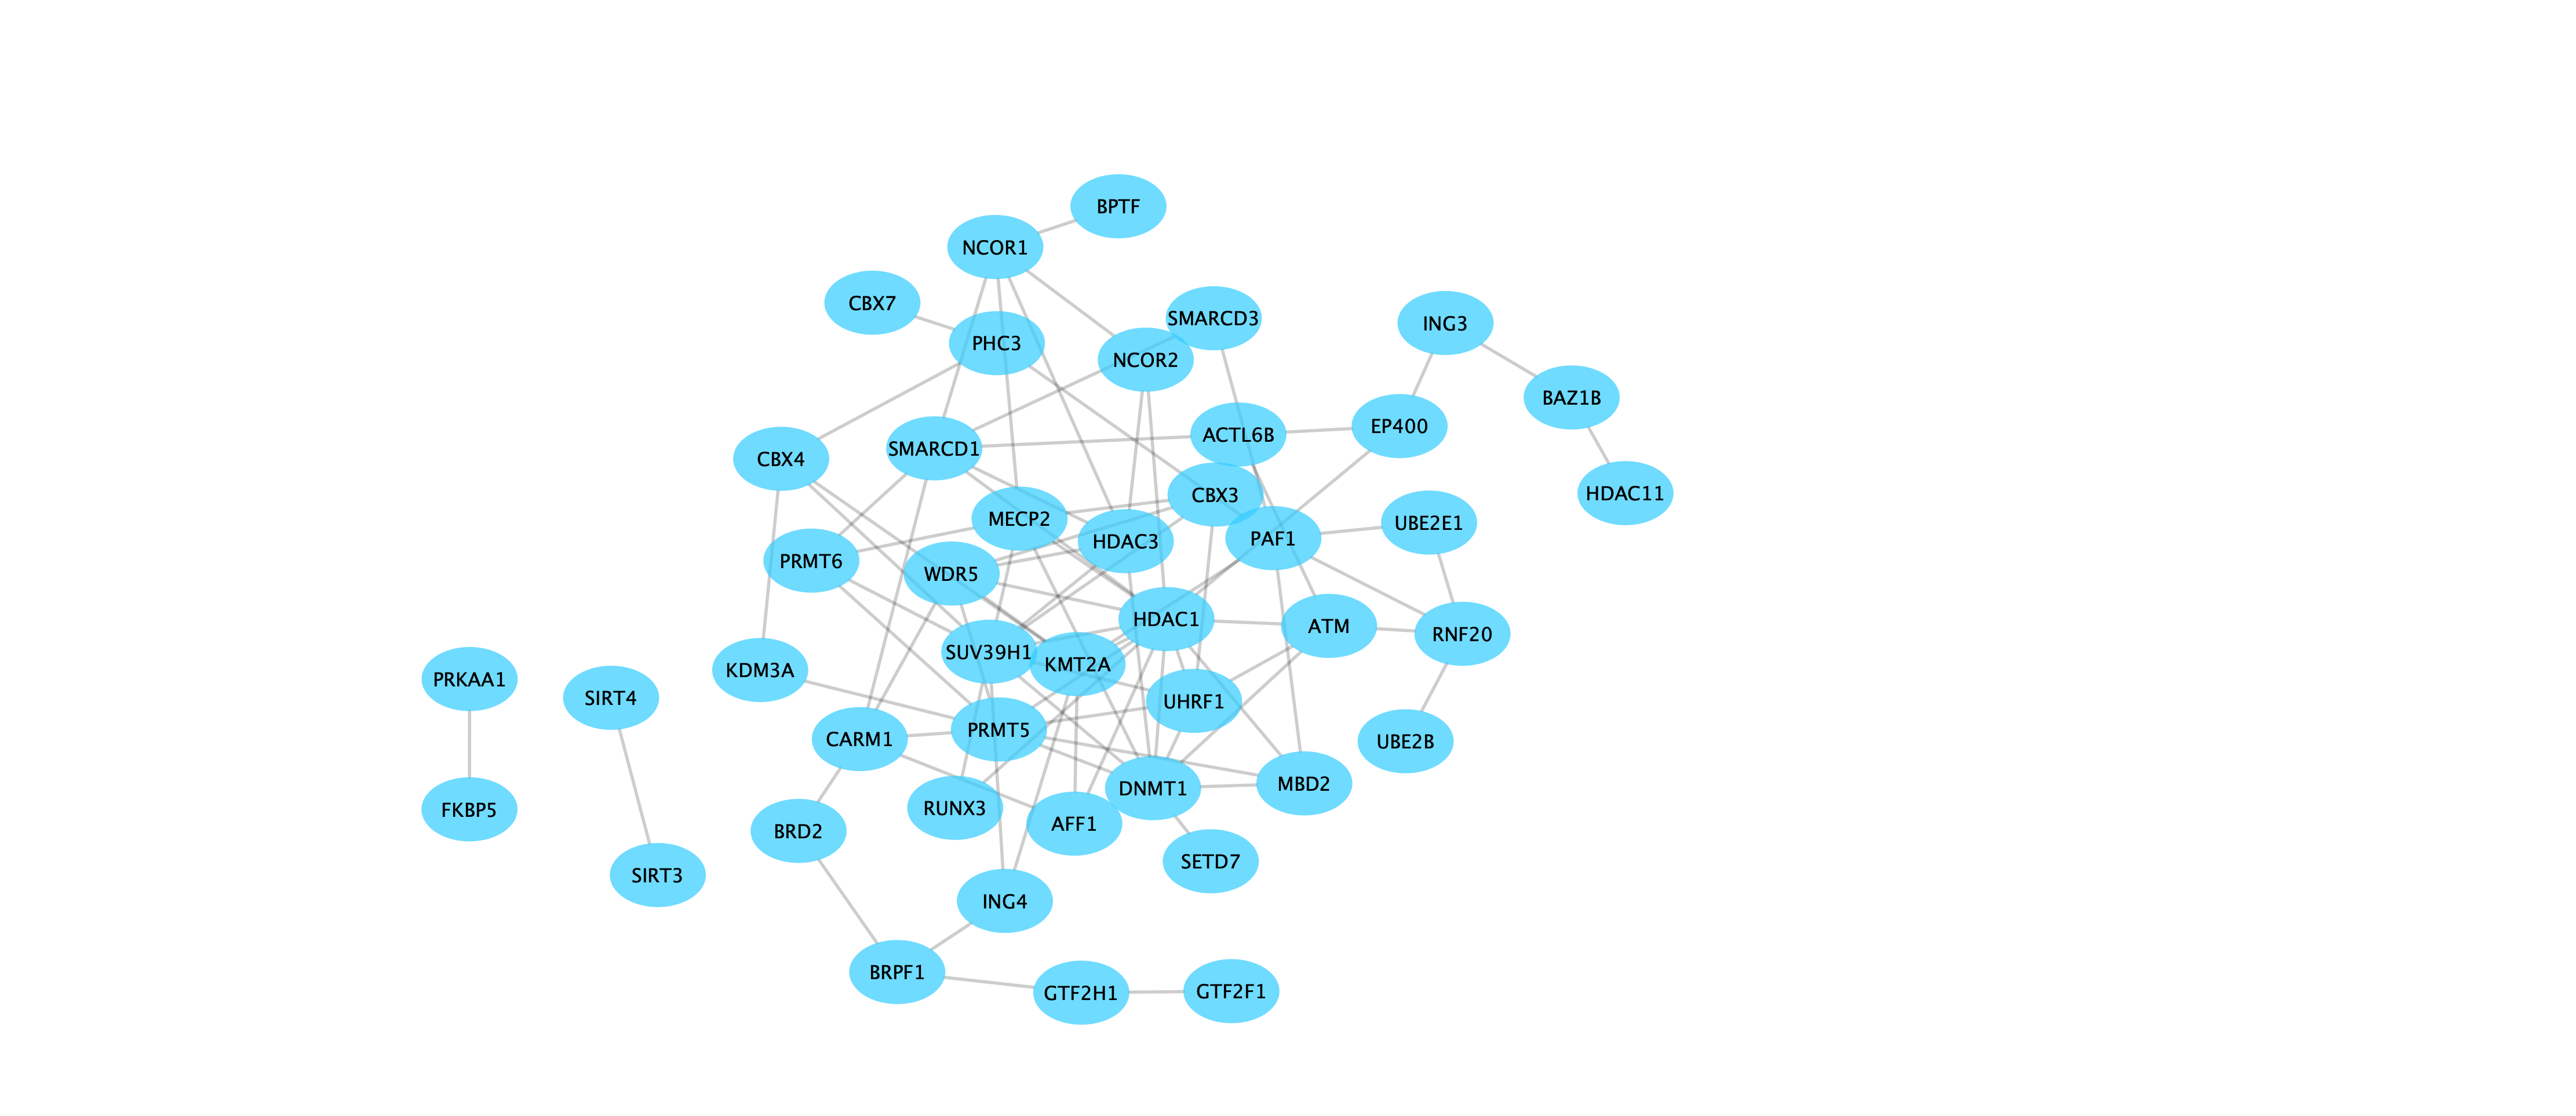 BPTF
NCOR1
CBX7
SMARCD3
ING3
PHC3
NCOR2
BAZ1B
EP400
ACTL6B
SMARCD1
CBX4
HDAC11
CBX3
MECP2
UBE2E1
PAF1
HDAC3
PRMT6
WDR5
HDAC1
ATM
RNF20
SUV39H1
KMT2A
KDM3A
PRKAA1
SIRT4
UHRF1
PRMT5
CARM1
UBE2B
MBD2
DNMT1
RUNX3
FKBP5
AFF1
BRD2
SETD7
SIRT3
ING4
BRPF1
GTF2H1
GTF2F1